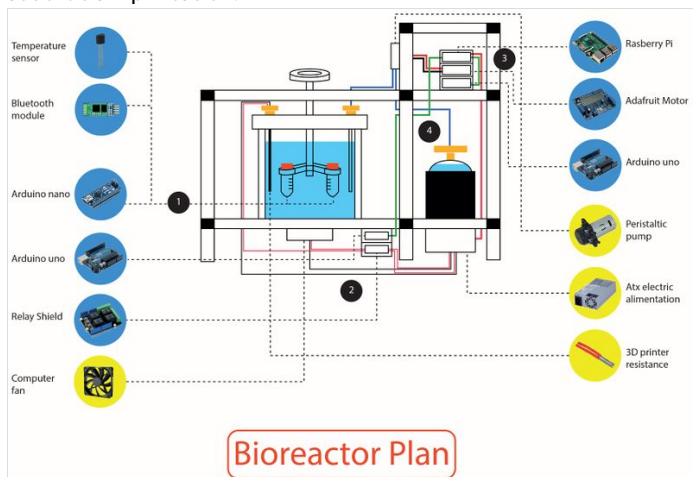 Temperature
sensor
Bluetooth
module
Arduino nano
Arduino uno
Relay Shield
Computer
fan
1
2
3
4
Rasberry Pi
Adafruit Motor
Arduino uno
Peristaltic
pump
Atx electric
alimentation
3D printer
resistance
Bioreactor Plan